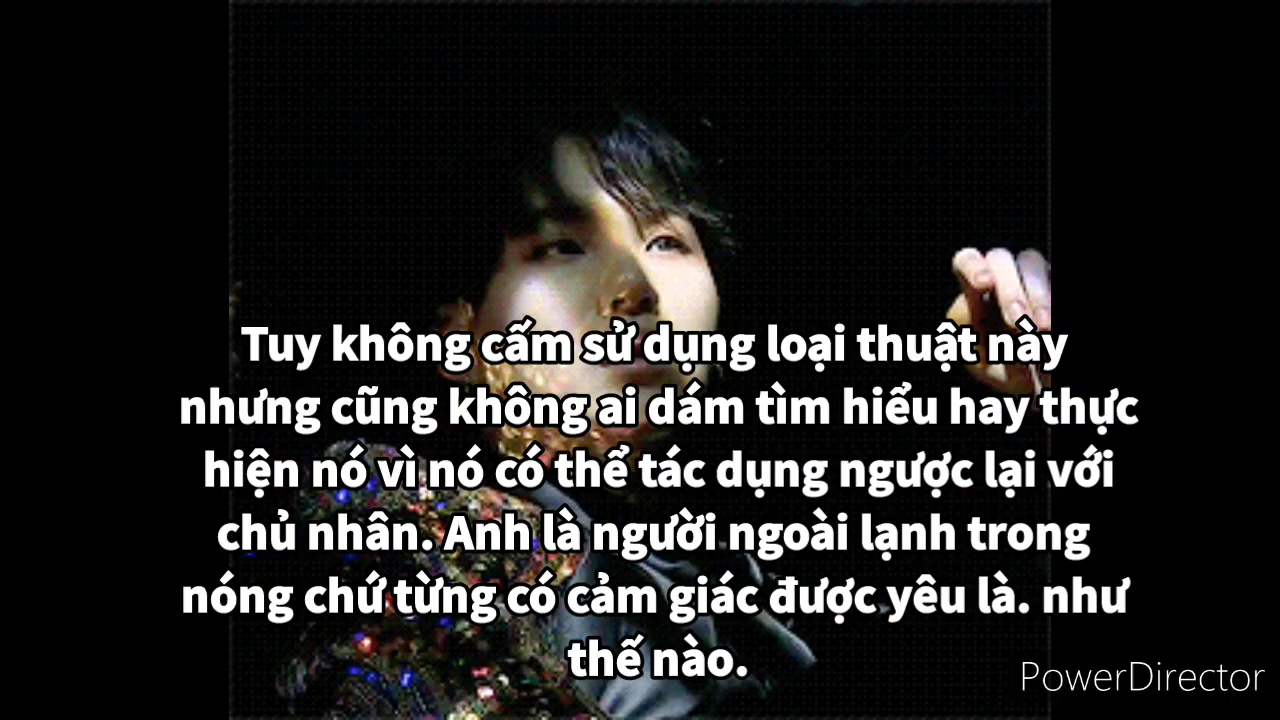 Tuy không cấm sử dụng loại thuật này
nhưng cũng không ai dám tìm hiểu hay thực
hiện nó vì nó có thể tác dụng ngược lại với
chủ nhân. Anh là người ngoài lạnh trong
nóng chứ từng có cảm giác được yêu là. như
thế nào.
PowerDirector